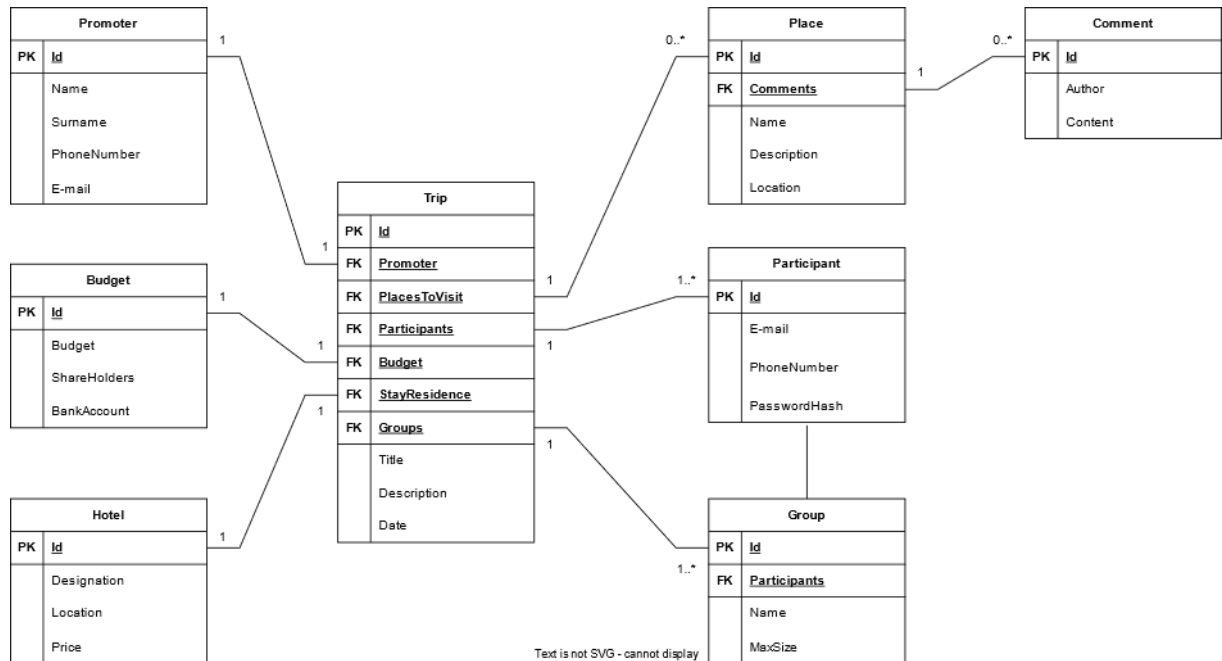 Promoter
PK Id
Name
Surname
PhoneNumber
E-mail
1
1
Budget
PK Id
Budget
ShareHolders
BankAccount
1
1
Hotel
PK Id
Designation
Location
Price
1
1
Trip
PK Id
FK Promoter
FK PlacesToVisit
FK Participants
FK Budget
FK StayResidence
FK Groups
Title
Description
Date
1
0..*
1
1..*
1
1..*
Place
PK Id
FK Comments
Name
Description
Location
1
0..*
Comment
PK Id
Author
Content
Participant
PK Id
E-mail
PhoneNumber
PasswordHash
Group
PK Id
FK Participants
Name
MaxSize
Text is not SVG - cannot display